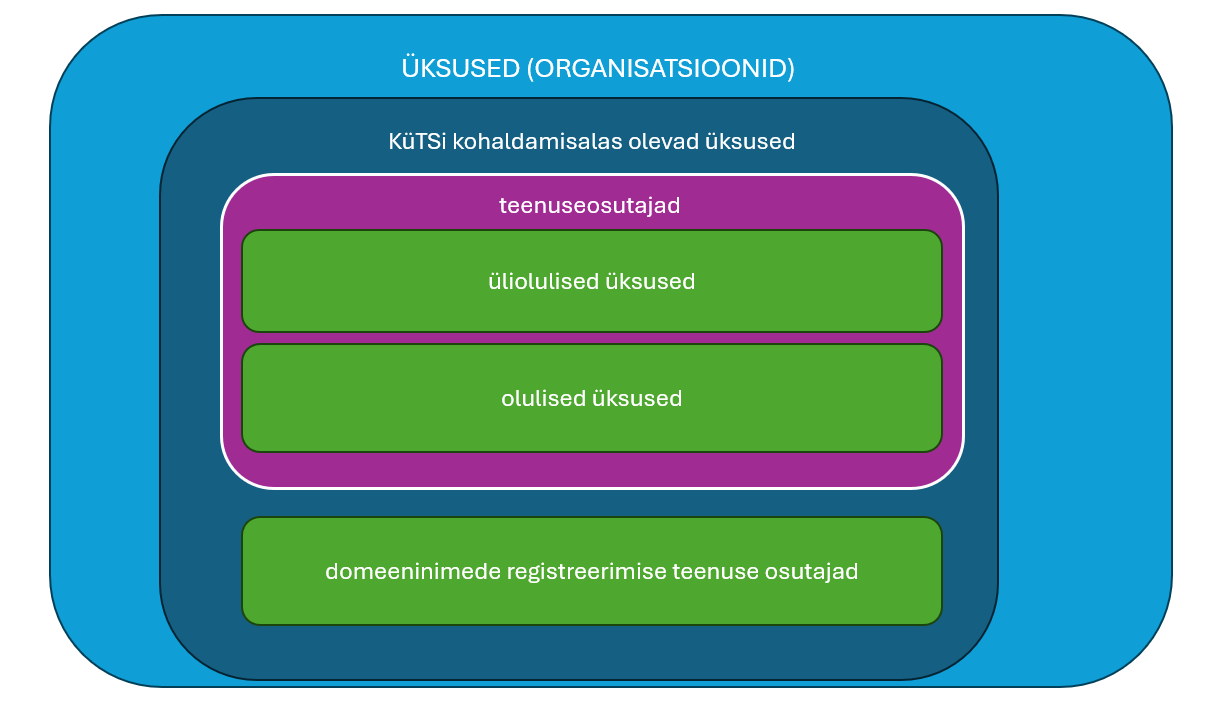 ÜKSUSED (ORGANISATSIOONID)
KüTSi kohaldamisalas olevad üksused
teenuseosutajad
üliolulised üksused
olulised üksused
domeeninimede registreerimise teenuse osutajad